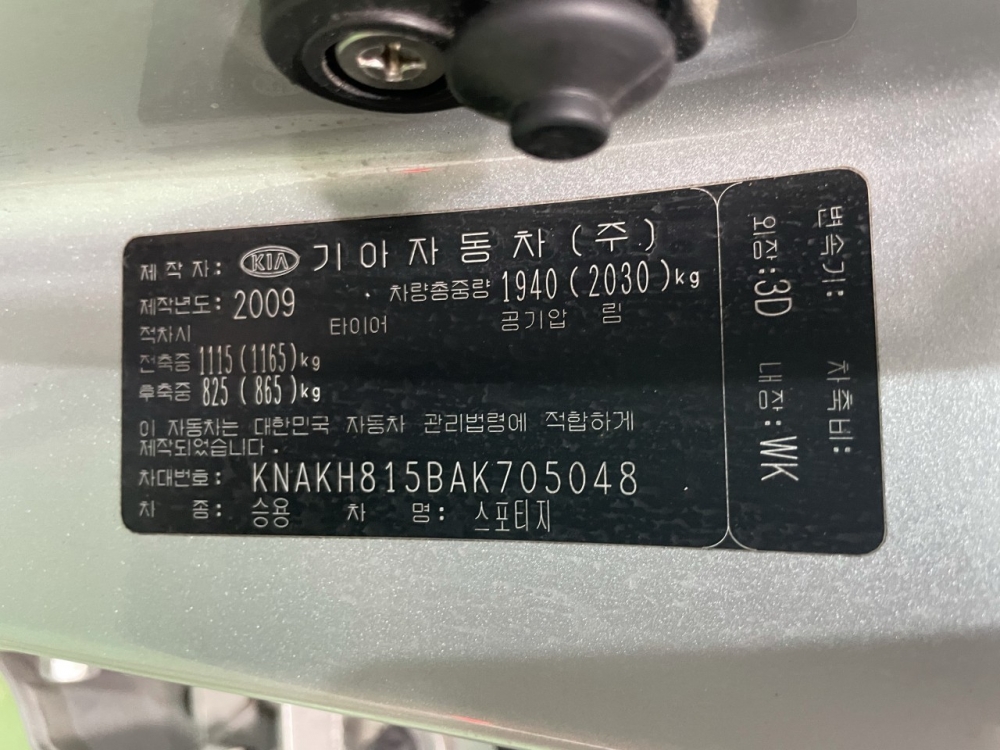 제 작 자: KIA 기아자동차(주)
제작년도: 2009 차량총중량 1940(2030)kg
적차시 타이어 공기압 림
전축중 1115(1165)kg
후축중 825(865)kg
이 자동차는 대한민국 자동차 관리법령에 적합하게
제작되었습니다.
차대번호: KNAKH815BAK705048
차 종: 승용 차 명: 스포티지
변속기: 차축비:
외장:3D 내장:WK